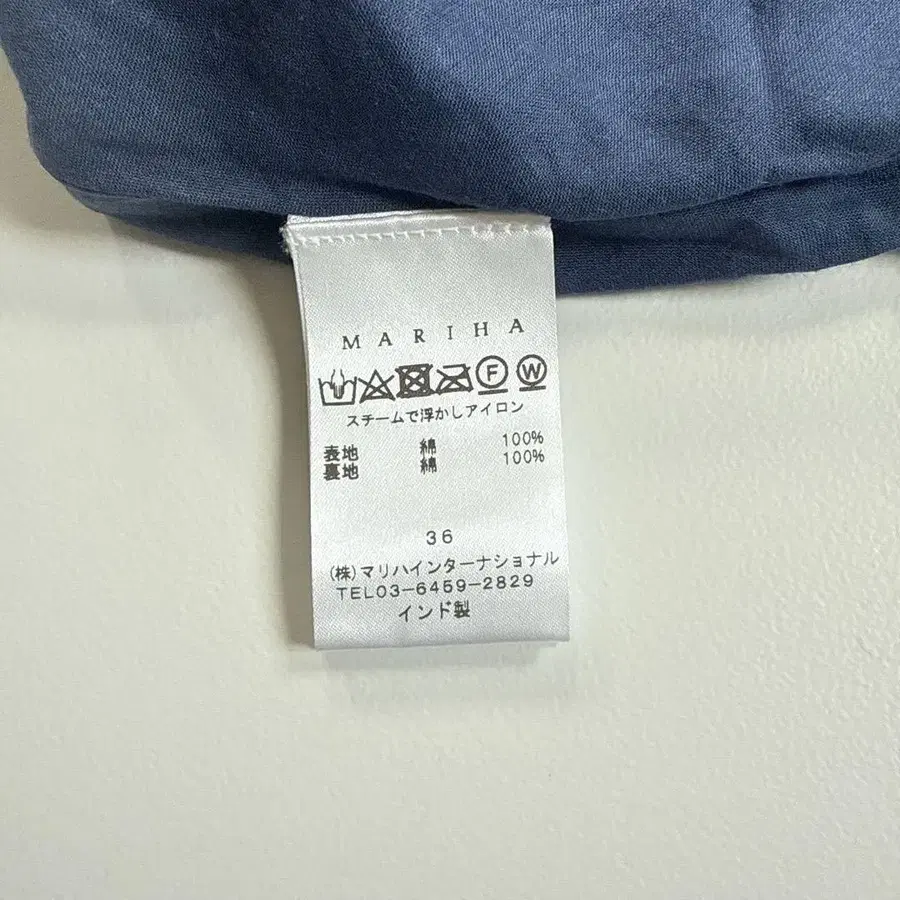 MARIHA
F W
スチームで浮かしアイロン
表地 綿 100%
裏地 綿 100%
36
(株)マリハインターナショナル
TEL03-6459-2829
インド製